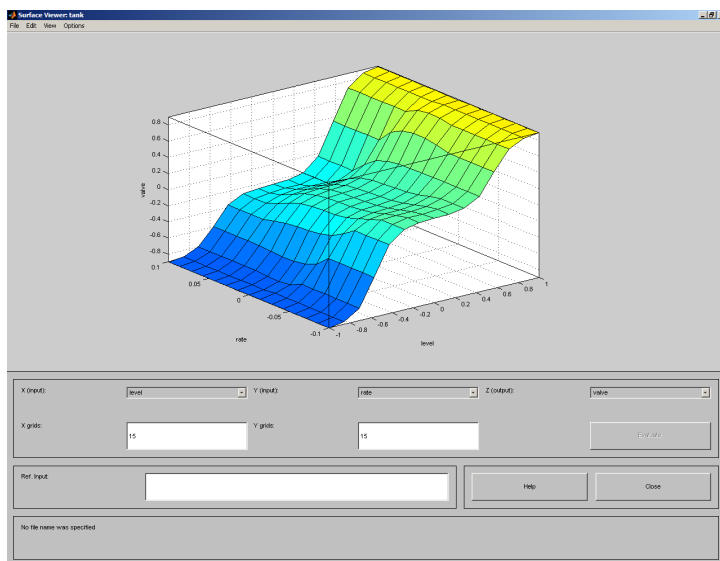 Surface Viewer: tank
File Edit View Options
0.8
0.6
0.4
0.2
0
-0.2
-0.4
-0.6
-0.8
valve
0.1
0.05
0
-0.05
-0.1
rate
-1
-0.8
-0.6
-0.4
-0.2
0
0.2
0.4
0.6
0.8
1
level
X (input): level Y (input): rate Z (output): valve
X grids: 15 Y grids: 15 Evaluate
Ref. Input: Help Close
No file name was specified